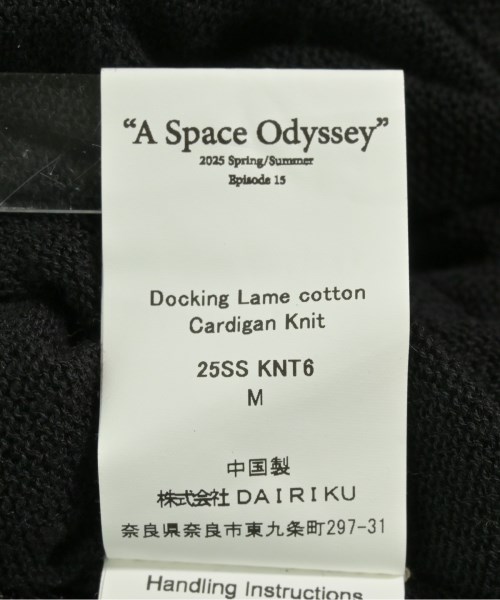 “A Space Odyssey”
2025 Spring/Summer
Episode 15
Docking Lame cotton
Cardigan Knit
25SS KNT6
M
中国製
株式会社 DAIRIKU
奈良県奈良市東九条町297-31
Handling Instructions